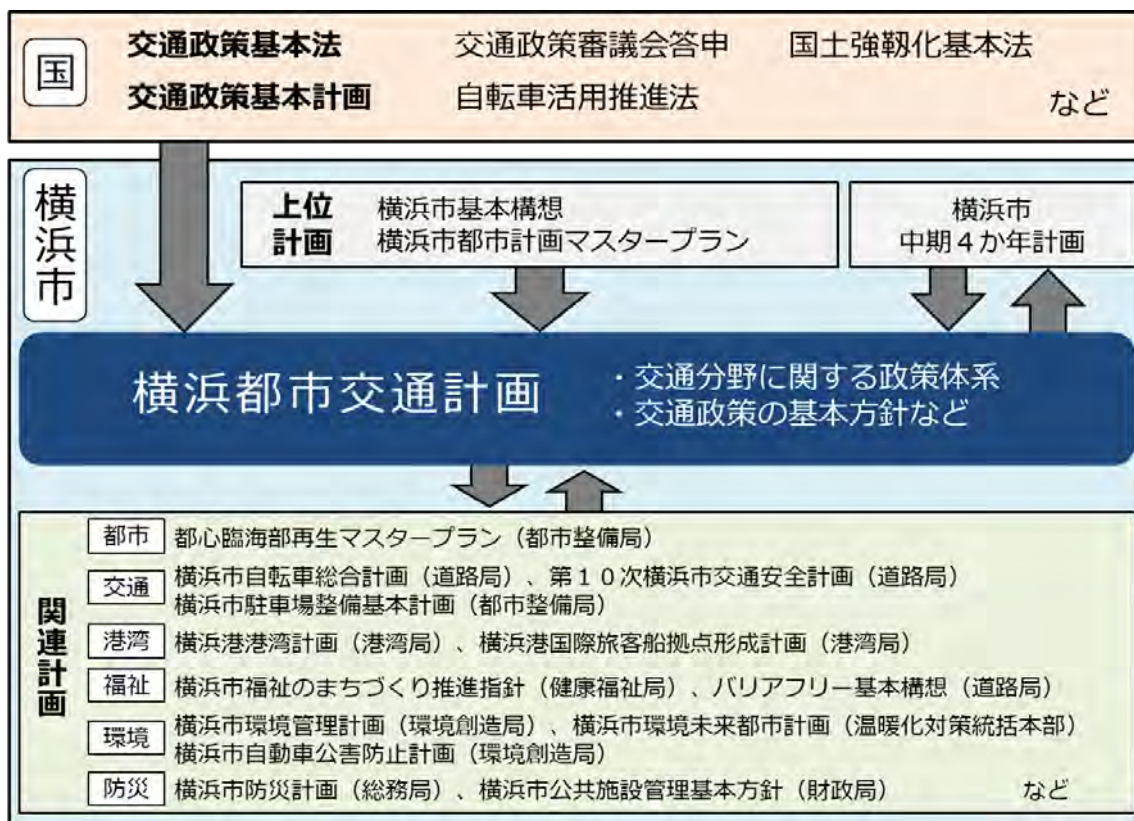 国
交通政策基本法 交通政策審議会答申 国土強靱化基本法
交通政策基本計画 自転車活用推進法 など
横浜市
上位計画
横浜市基本構想
横浜市都市計画マスタープラン
横浜市
中期４か年計画
横浜都市交通計画
・交通分野に関する政策体系
・交通政策の基本方針など
関連計画
都市 都心臨海部再生マスタープラン（都市整備局）
交通 横浜市自転車総合計画（道路局）、第１０次横浜市交通安全計画（道路局）
横浜市駐車場整備基本計画（都市整備局）
港湾 横浜港港湾計画（港湾局）、横浜港国際旅客船拠点形成計画（港湾局）
福祉 横浜市福祉のまちづくり推進指針（健康福祉局）、バリアフリー基本構想（道路局）
環境 横浜市環境管理計画（環境創造局）、横浜市環境未来都市計画（温暖化対策統括本部）
横浜市自動車公害防止計画（環境創造局）
防災 横浜市防災計画（総務局）、横浜市公共施設管理基本方針（財政局） など